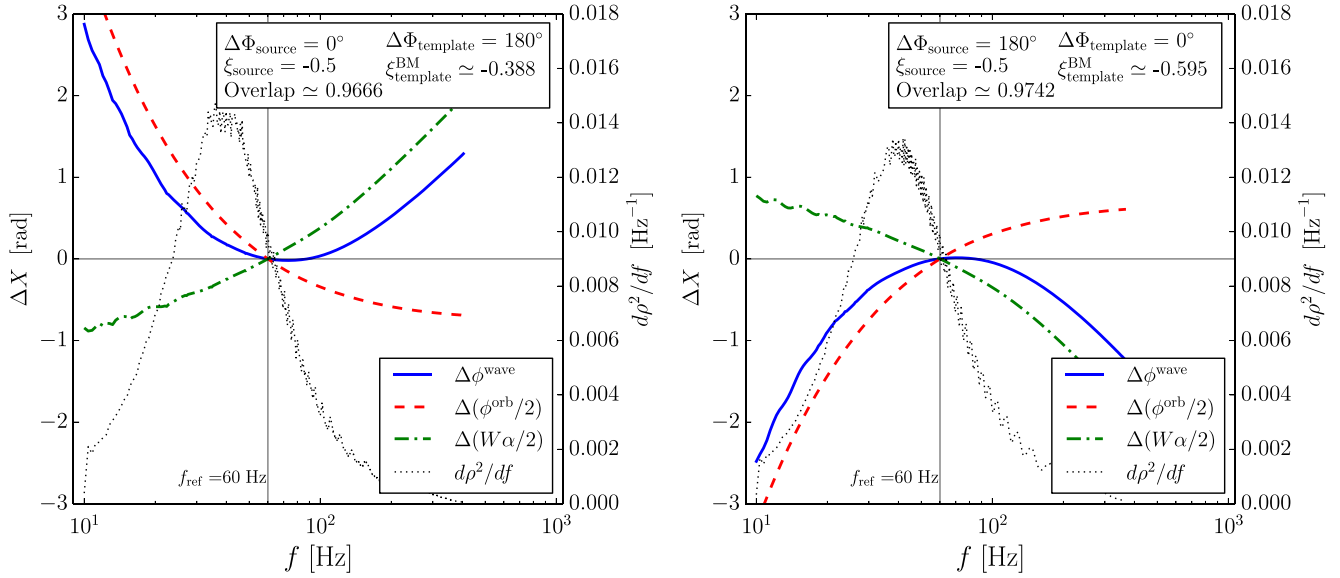 ΔΦ_source = 0° ΔΦ_template = 180°
ξ_source = -0.5 ξ^BM_template ≃ -0.388
Overlap ≃ 0.9666
3
2
1
0
−1
−2
−3
ΔX [rad]
0.018
0.016
0.014
0.012
0.010
0.008
0.006
0.004
0.002
0.000
dρ²/df [Hz⁻¹]
Δφ^wave
Δ(φ^orb/2)
Δ(Wα/2)
dρ²/df
f_ref =60 Hz
10¹ 10² 10³
f [Hz]
ΔΦ_source = 180° ΔΦ_template = 0°
ξ_source = -0.5 ξ^BM_template ≃ -0.595
Overlap ≃ 0.9742
3
2
1
0
−1
−2
−3
ΔX [rad]
0.018
0.016
0.014
0.012
0.010
0.008
0.006
0.004
0.002
0.000
dρ²/df [Hz⁻¹]
Δφ^wave
Δ(φ^orb/2)
Δ(Wα/2)
dρ²/df
f_ref =60 Hz
10¹ 10² 10³
f [Hz]